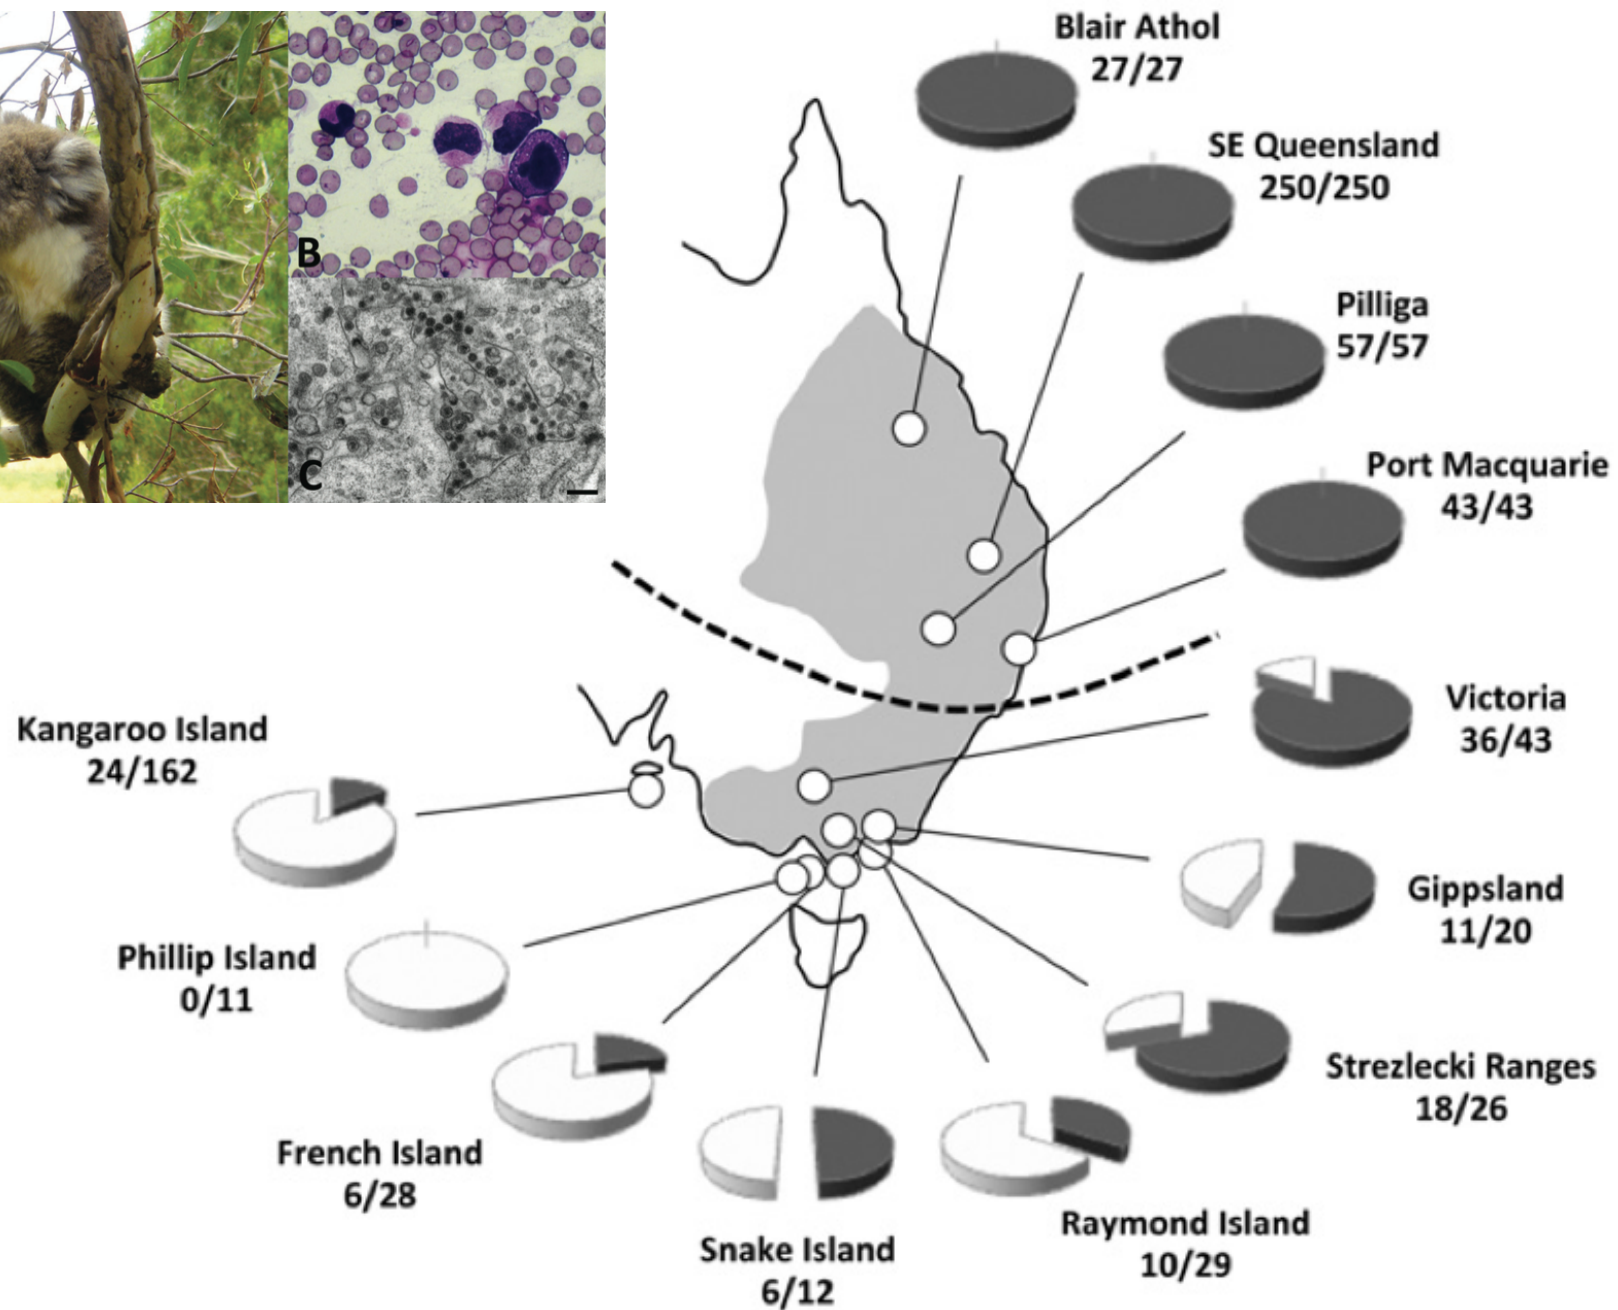 B
C
Blair Athol
27/27
SE Queensland
250/250
Pilliga
57/57
Port Macquarie
43/43
Victoria
36/43
Gippsland
11/20
Strezlecki Ranges
18/26
Raymond Island
10/29
Snake Island
6/12
French Island
6/28
Phillip Island
0/11
Kangaroo Island
24/162